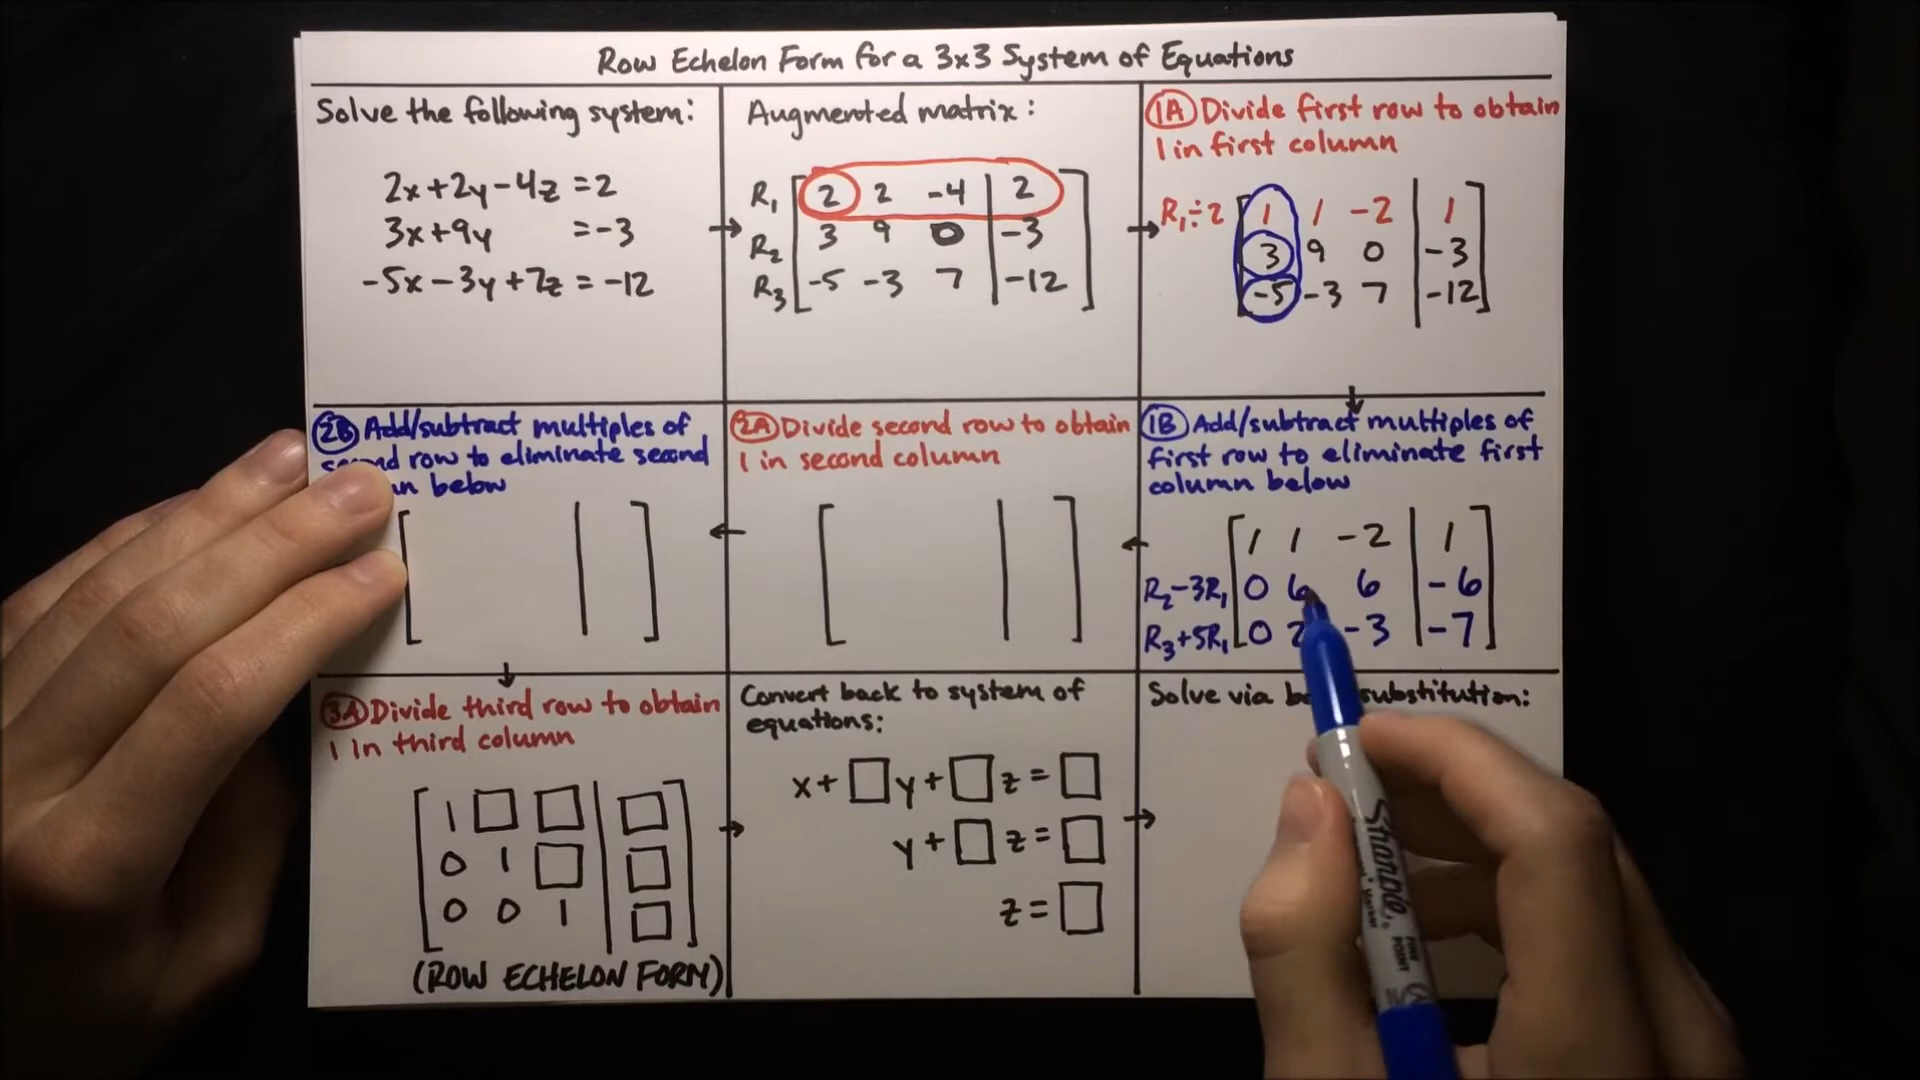 Row Echelon Form for a 3x3 System of Equations
Solve the following system:
2x+2y-4z =2
3x+9y =-3
-5x-3y+7z = -12
Augmented matrix:
R₁ 2 2 -4 | 2
R₂ 3 9 0 | -3
R₃ -5 -3 7 | -12
1A Divide first row to obtain
1 in first column
R₁÷2 1 1 -2 | 1
3 9 0 | -3
-5 -3 7 | -12
2B Add/subtract multiples of
row to eliminate second
below
2A Divide second row to obtain
1 in second column
1B Add/subtract multiples of
first row to eliminate first
column below
1 1 -2 | 1
R₂-3R₁ 0 6 6 | -6
R₃+5R₁ 0 2 -3 | -7
3A Divide third row to obtain
1 in third column
1 □ □ | □
0 1 □ | □
0 0 1 | □
(ROW ECHELON FORM)
Convert back to system of
equations:
x+□y+□z=□
y+□z=□
z=□
Solve via substitution:
Sharpie
FINE
POINT